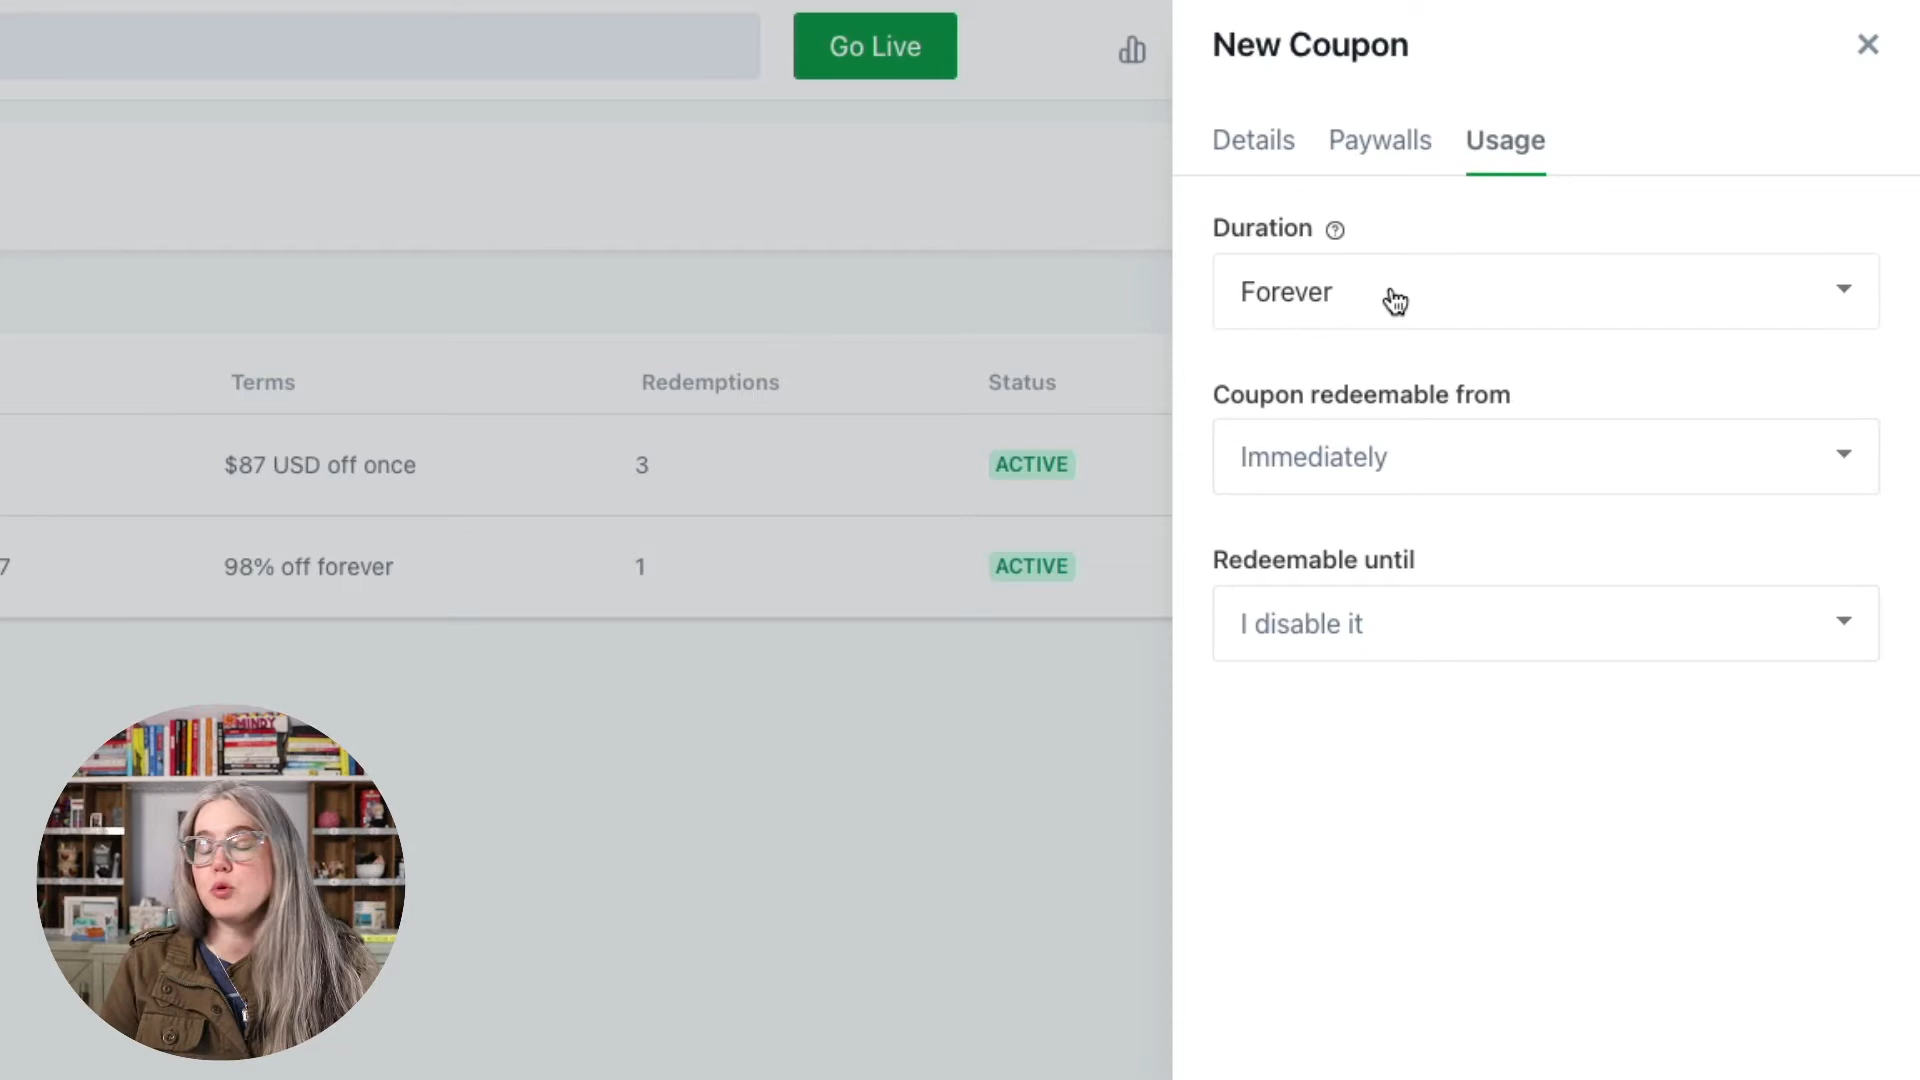 Go Live
New Coupon
Details Paywalls Usage
Duration
Forever
Coupon redeemable from
Immediately
Redeemable until
I disable it
Terms Redemptions Status
$87 USD off once 3 ACTIVE
7 98% off forever 1 ACTIVE
MINDY